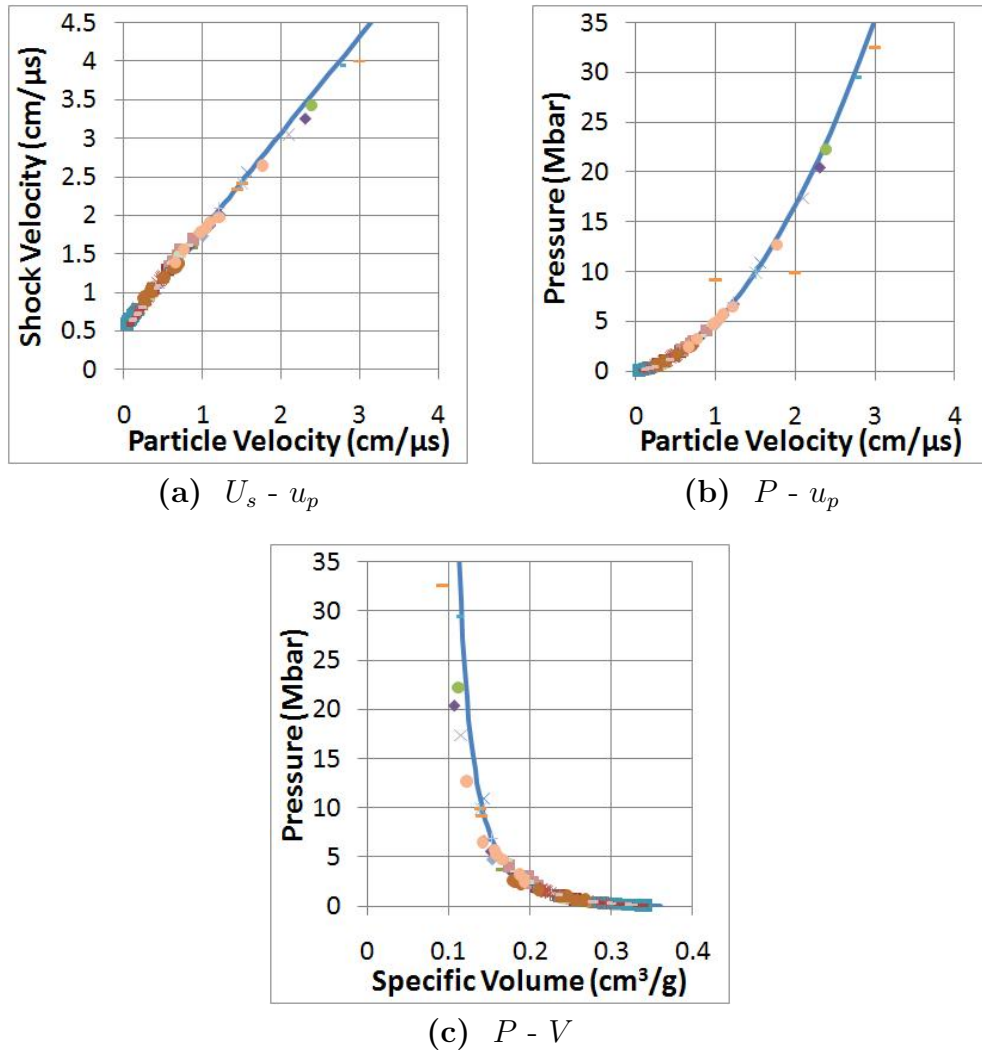 4.5
4
3.5
3
2.5
2
1.5
1
0.5
0
Shock Velocity (cm/µs)
0 1 2 3 4
Particle Velocity (cm/µs)
(a) U_s - u_p
35
30
25
20
15
10
5
0
Pressure (Mbar)
0 1 2 3 4
Particle Velocity (cm/µs)
(b) P - u_p
35
30
25
20
15
10
5
0
Pressure (Mbar)
0 0.1 0.2 0.3 0.4
Specific Volume (cm³/g)
(c) P - V